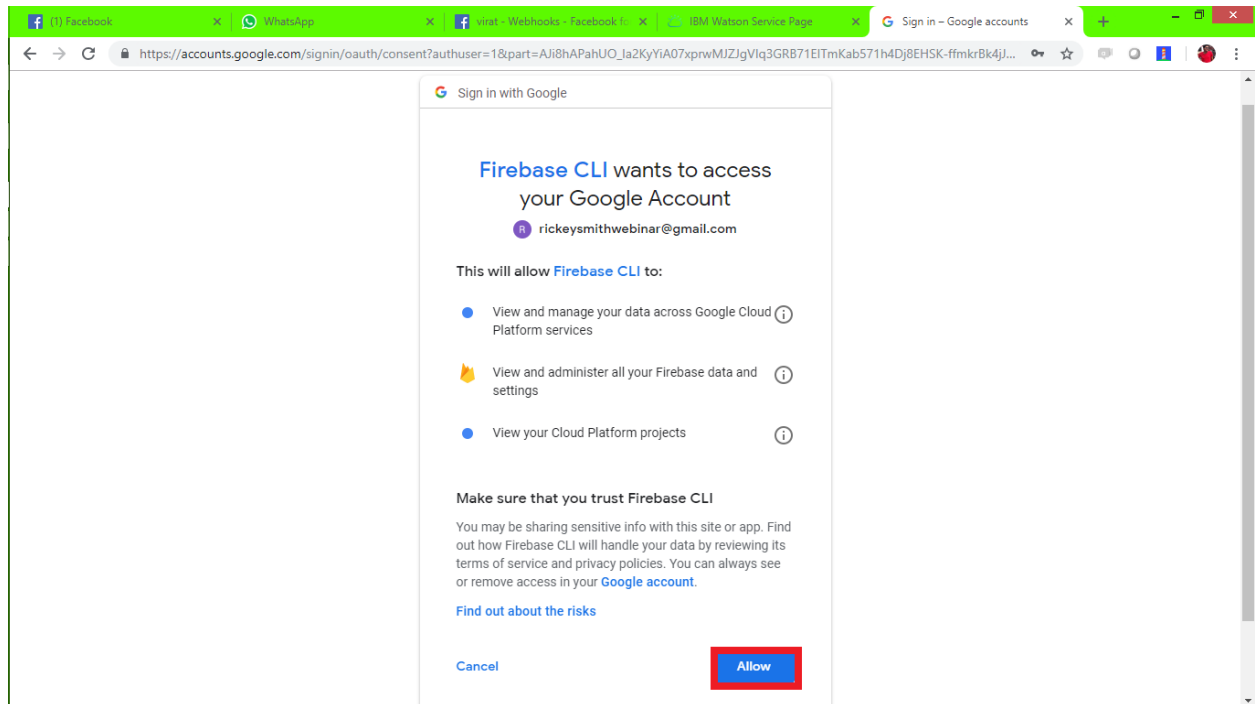 (1) Facebook
WhatsApp
virat - Webhooks - Facebook fo
IBM Watson Service Page
Sign in – Google accounts
https://accounts.google.com/signin/oauth/consent?authuser=1&part=AJi8hAPahUO_Ia2KyYiA07xprwMJZJgVIq3GRB71EITmKab571h4Dj8EHSK-ffmkrBk4jJ...
Sign in with Google
Firebase CLI wants to access
your Google Account
R rickeysmithwebinar@gmail.com
This will allow Firebase CLI to:
View and manage your data across Google Cloud
Platform services
View and administer all your Firebase data and
settings
View your Cloud Platform projects
Make sure that you trust Firebase CLI
You may be sharing sensitive info with this site or app. Find
out how Firebase CLI will handle your data by reviewing its
terms of service and privacy policies. You can always see
or remove access in your Google account.
Find out about the risks
Cancel
Allow